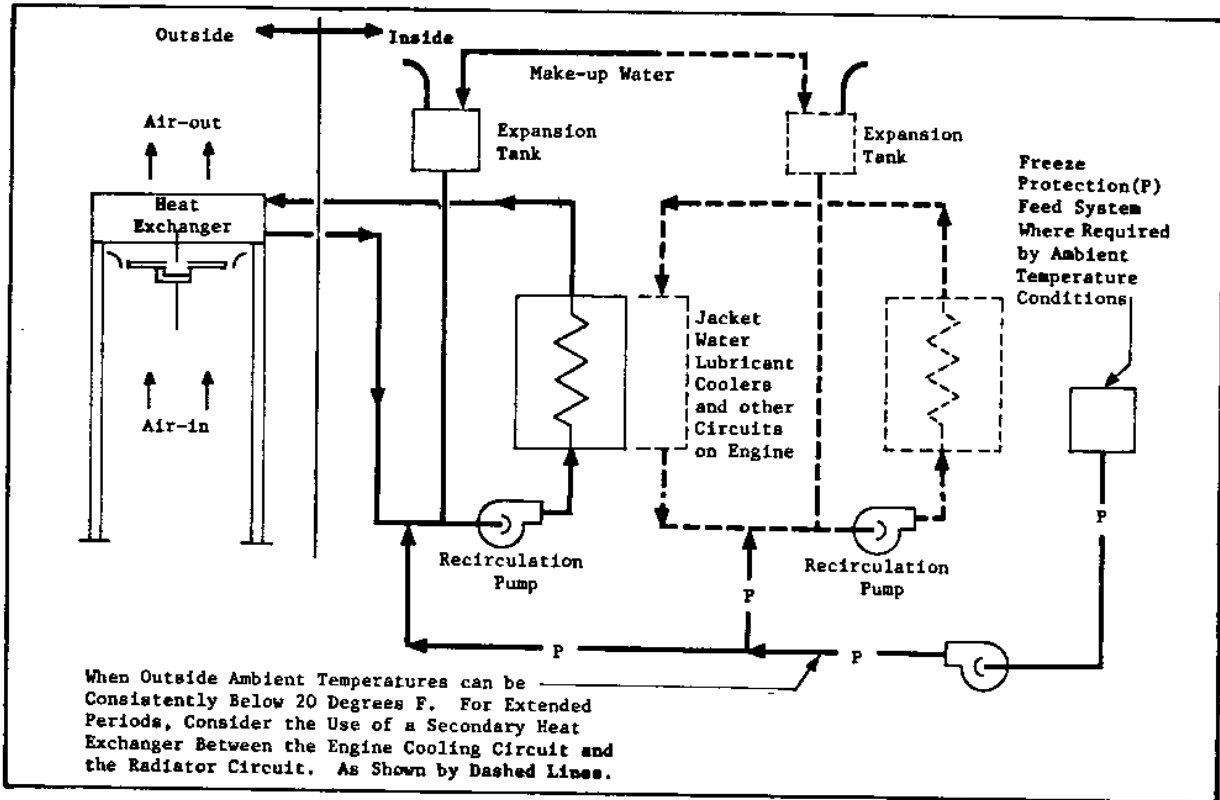 Outside
Inside
Make-up Water
Air-out
Expansion
Tank
Expansion
Tank
Freeze
Protection(P)
Feed System
Where Required
by Ambient
Temperature
Conditions
Heat
Exchanger
Jacket
Water
Lubricant
Coolers
and other
Circuits
on Engine
Air-in
P
Recirculation
Pump
Recirculation
Pump
P
P
P
When Outside Ambient Temperatures can be
Consistently Below 20 Degrees F. For Extended
Periods, Consider the Use of a Secondary Heat
Exchanger Between the Engine Cooling Circuit and
the Radiator Circuit. As Shown by Dashed Lines.